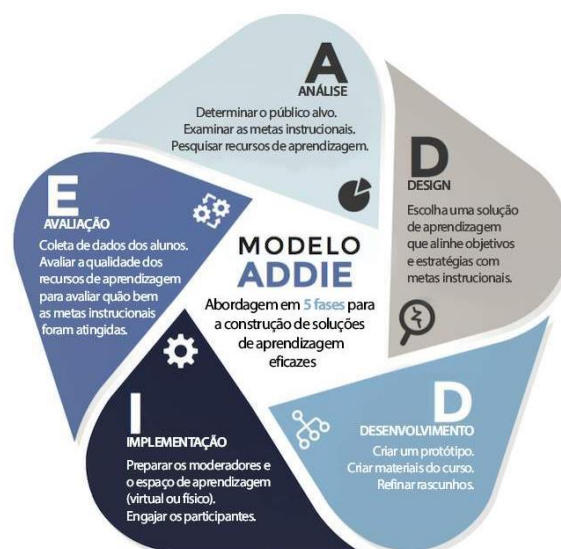 A
ANÁLISE
Determinar o público alvo.
Examinar as metas instrucionais.
Pesquisar recursos de aprendizagem.
D
DESIGN
Escolha uma solução
de aprendizagem
que alinhe objetivos
e estratégias com
metas instrucionais.
E
AVALIAÇÃO
Coleta de dados dos alunos.
Avaliar a qualidade dos
recursos de aprendizagem
para avaliar quão bem
as metas instrucionais
foram atingidas.
MODELO
ADDIE
Abordagem em 5 fases para
a construção de soluções
de aprendizagem
eficazes
D
DESENVOLVIMENTO
Criar um protótipo.
Criar materiais do curso.
Refinar rascunhos.
I
IMPLEMENTAÇÃO
Preparar os moderadores e
o espaço de aprendizagem
(virtual ou físico).
Engajar os participantes.